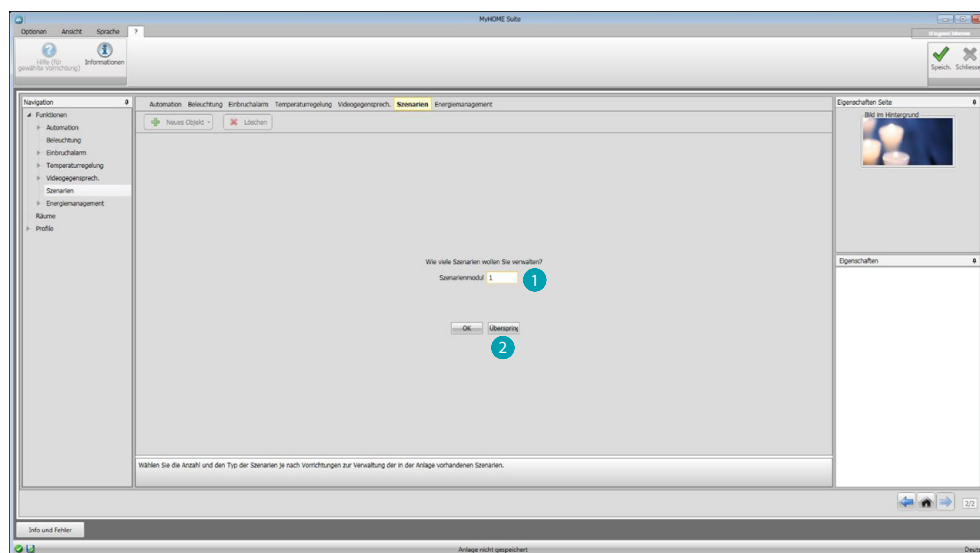 MyHOME Suite
Optionen Ansicht Sprache ?
Hilfe (für gewählte Vorrichtung)
Informationen
Speich.
Schliesse
Navigation
Funktionen
Automation
Beleuchtung
Einbruchalarm
Temperaturregelung
Videogegensprech.
Szenarien
Energiemanagement
Räume
Profile
Automation Beleuchtung Einbruchalarm Temperaturregelung Videogegensprech. Szenarien Energiemanagement
Neues Objekt
Löschen
Wie viele Szenarien wollen Sie verwalten?
Szenarienmodul 1
1
OK Überspring
2
Wählen Sie die Anzahl und den Typ der Szenarien je nach Vorrichtungen zur Verwaltung der in der Anlage vorhandenen Szenarien.
Eigenschaften Seite
Bild im Hintergrund
Eigenschaften
2/2
Info und Fehler
Anlage nicht gespeichert